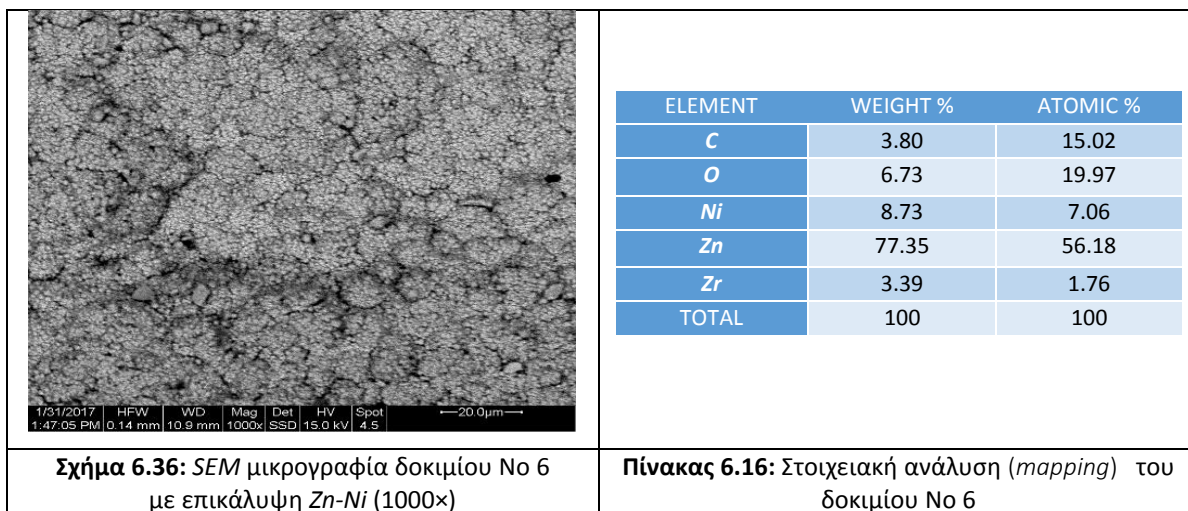 1/31/2017 HFW WD Mag Det HV Spot —20.0μm—
1:47:05 PM 0.14 mm 10.9 mm 1000x SSD 15.0 kV 4.5
Σχήμα 6.36: SEM μικρογραφία δοκιμίου Νο 6
με επικάλυψη Zn-Ni (1000×)
ELEMENT WEIGHT % ATOMIC %
C 3.80 15.02
O 6.73 19.97
Ni 8.73 7.06
Zn 77.35 56.18
Zr 3.39 1.76
TOTAL 100 100
Πίνακας 6.16: Στοιχειακή ανάλυση (mapping) του
δοκιμίου Νο 6